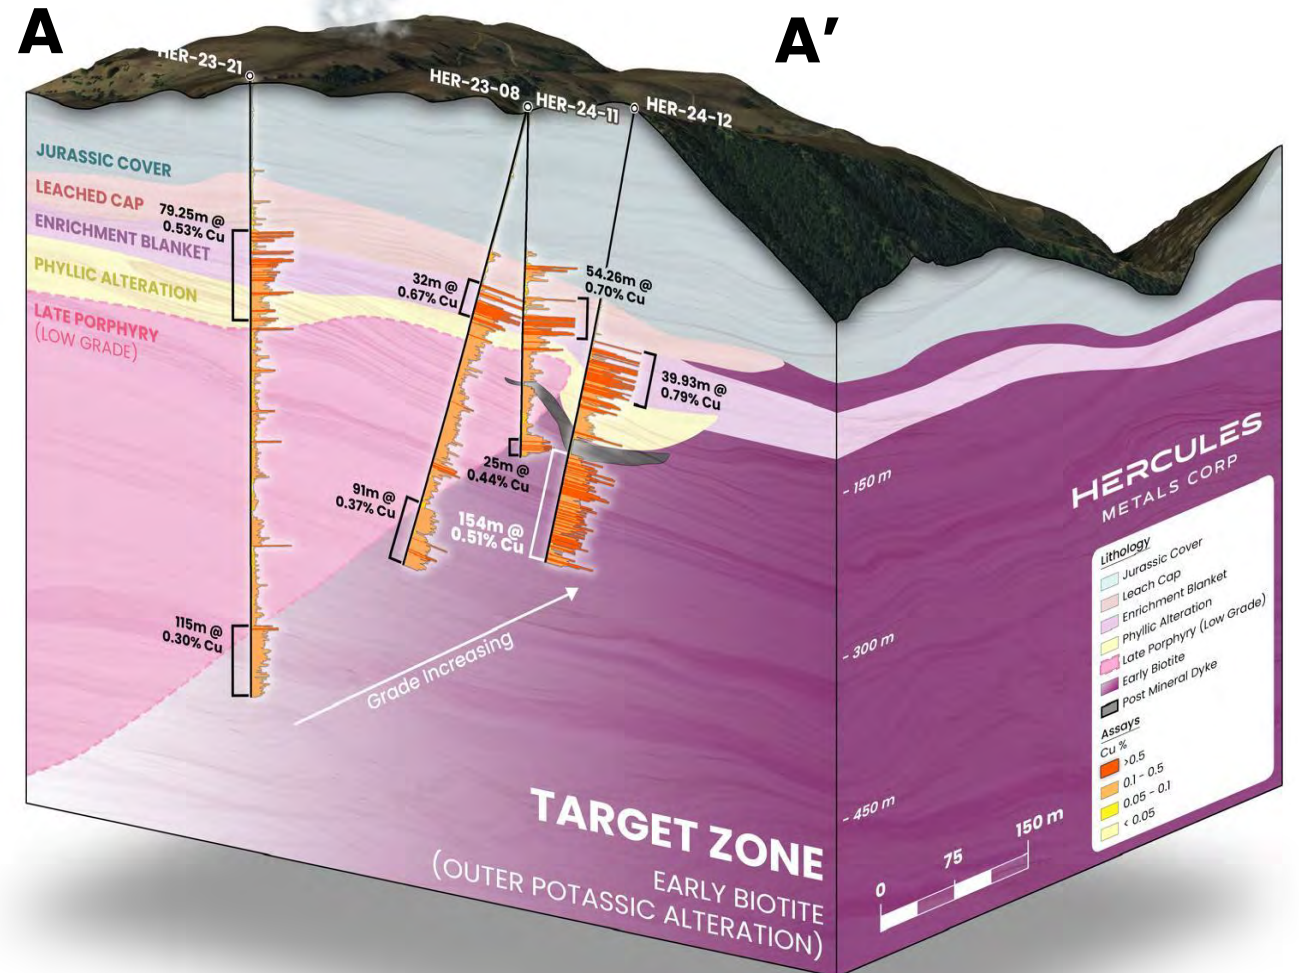 A
A'
HER-23-21
HER-23-08
HER-24-11
HER-24-12
JURASSIC COVER
LEACHED CAP
ENRICHMENT BLANKET
PHYLLIC ALTERATION
LATE PORPHYRY
(LOW GRADE)
79.25m @
0.53% Cu
32m @
0.67% Cu
54.26m @
0.70% Cu
39.93m @
0.79% Cu
25m @
0.44% Cu
91m @
0.37% Cu
154m @
0.51% Cu
115m @
0.30% Cu
Grade Increasing
TARGET ZONE
EARLY BIOTITE
(OUTER POTASSIC ALTERATION)
- 150 m
- 300 m
- 450 m
HERCULES
METALS CORP
Lithology
Jurassic Cover
Leach Cap
Enrichment Blanket
Phyllic Alteration
Late Porphyry (Low Grade)
Early Biotite
Post Mineral Dyke
Assays
Cu %
>0.5
0.1 - 0.5
0.05 - 0.1
< 0.05
0
75
150 m